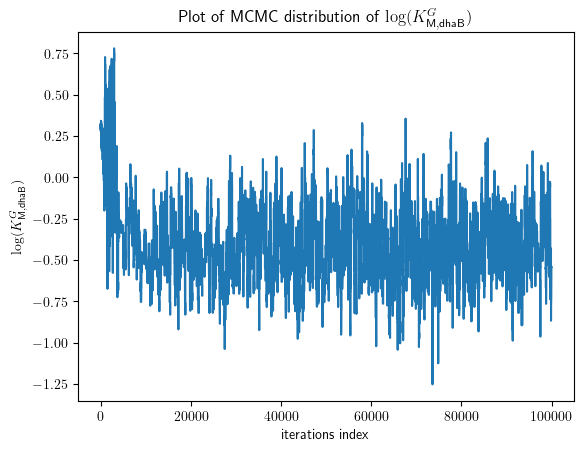 Plot of MCMC distribution of log(K^G_{M,dhaB})
0.75
0.50
0.25
0.00
−0.25
−0.50
−0.75
−1.00
−1.25
log(K^G_{M,dhaB})
0 20000 40000 60000 80000 100000
iterations index